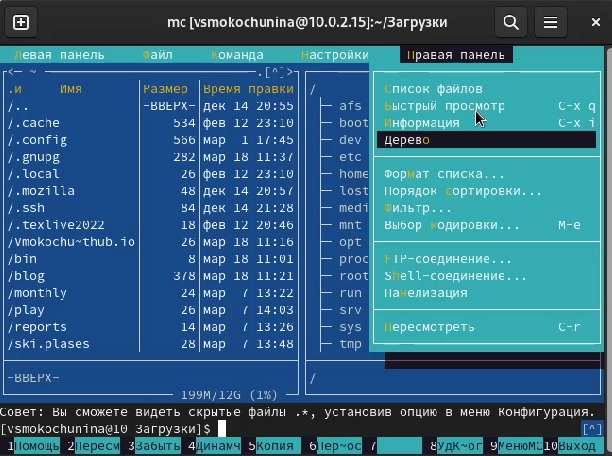 mc [vsmokochunina@10.0.2.15]:~/Загрузки
Левая панель Файл Команда Настройки Правая панель
<─ ~ .[^]>
.и Имя Размер Время правки
/.. -ВВЕРХ- дек 14 20:55
/.cache 534 фев 12 23:10
/.config 566 мар 1 17:45
/.gnupg 282 мар 18 11:37
/.local 26 фев 12 23:10
/.mozilla 48 дек 14 20:57
/.ssh 84 дек 14 21:28
/.texlive2022 18 фев 12 20:46
/Vmokochu~thub.io 26 мар 18 11:16
/bin 8 мар 18 11:01
/blog 378 мар 18 11:21
/monthly 24 мар 7 13:22
/play 26 мар 7 14:03
/reports 14 мар 7 13:26
/ski.plases 28 мар 7 13:48
-ВВЕРХ-
199M/12G (1%)
/
afs
boot
dev
etc
home
lost
medi
mnt
opt
proc
root
run
srv
sys
tmp
/
Список файлов
Быстрый просмотр C-x q
Информация C-x i
Дерево
Формат списка...
Порядок сортировки...
Фильтр...
Выбор кодировки... M-e
FTP-соединение...
Shell-соединение...
Панелизация
Пересмотреть C-r
Совет: Вы сможете видеть скрытые файлы .*, установив опцию в меню Конфигурация.
[vsmokochunina@10 Загрузки]$ [^]
1Помощь 2Пересм 3Забыть 4Динамч 5Копия 6Пер~ос 7 8Удк~ог 9МенюMC 10Выход